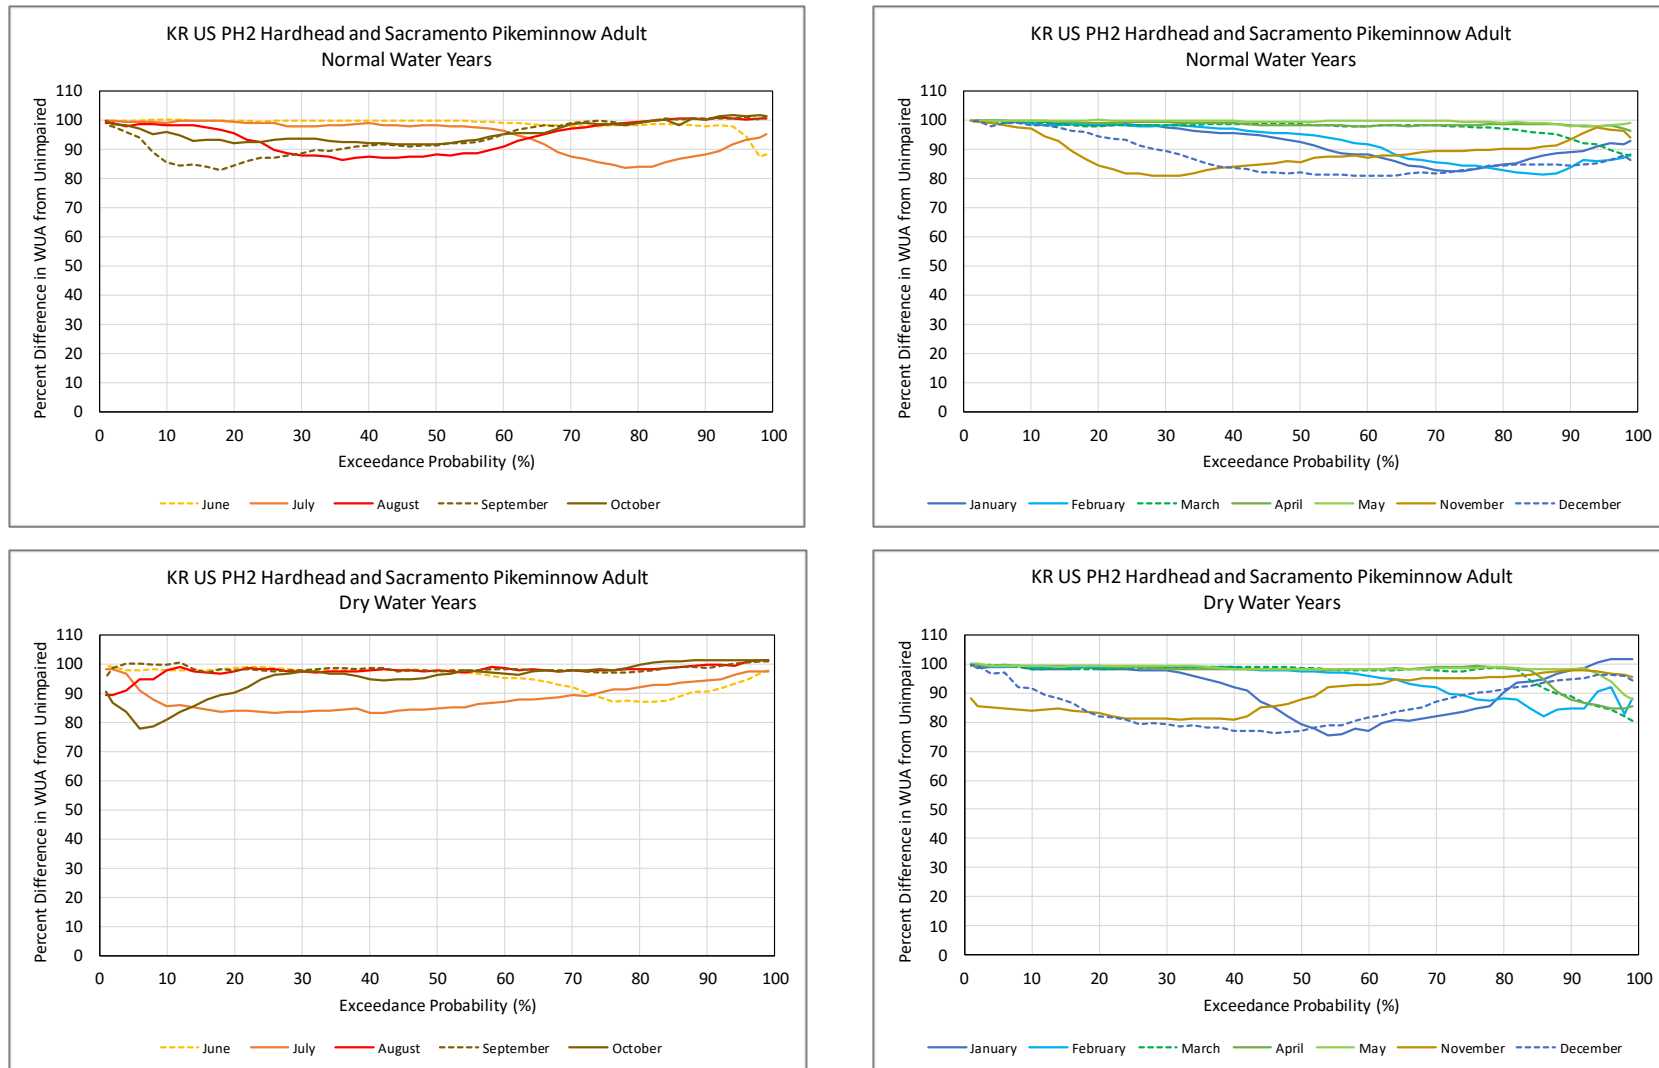 KR US PH2 Hardhead and Sacramento Pikeminnow Adult
Normal Water Years
Percent Difference in WUA from Unimpaired
110
100
90
80
70
60
50
40
30
20
10
0
0 10 20 30 40 50 60 70 80 90 100
Exceedance Probability (%)
June July August September October
KR US PH2 Hardhead and Sacramento Pikeminnow Adult
Normal Water Years
Percent Difference in WUA from Unimpaired
110
100
90
80
70
60
50
40
30
20
10
0
0 10 20 30 40 50 60 70 80 90 100
Exceedance Probability (%)
January February March April May November December
KR US PH2 Hardhead and Sacramento Pikeminnow Adult
Dry Water Years
Percent Difference in WUA from Unimpaired
110
100
90
80
70
60
50
40
30
20
10
0
0 10 20 30 40 50 60 70 80 90 100
Exceedance Probability (%)
June July August September October
KR US PH2 Hardhead and Sacramento Pikeminnow Adult
Dry Water Years
Percent Difference in WUA from Unimpaired
110
100
90
80
70
60
50
40
30
20
10
0
0 10 20 30 40 50 60 70 80 90 100
Exceedance Probability (%)
January February March April May November December